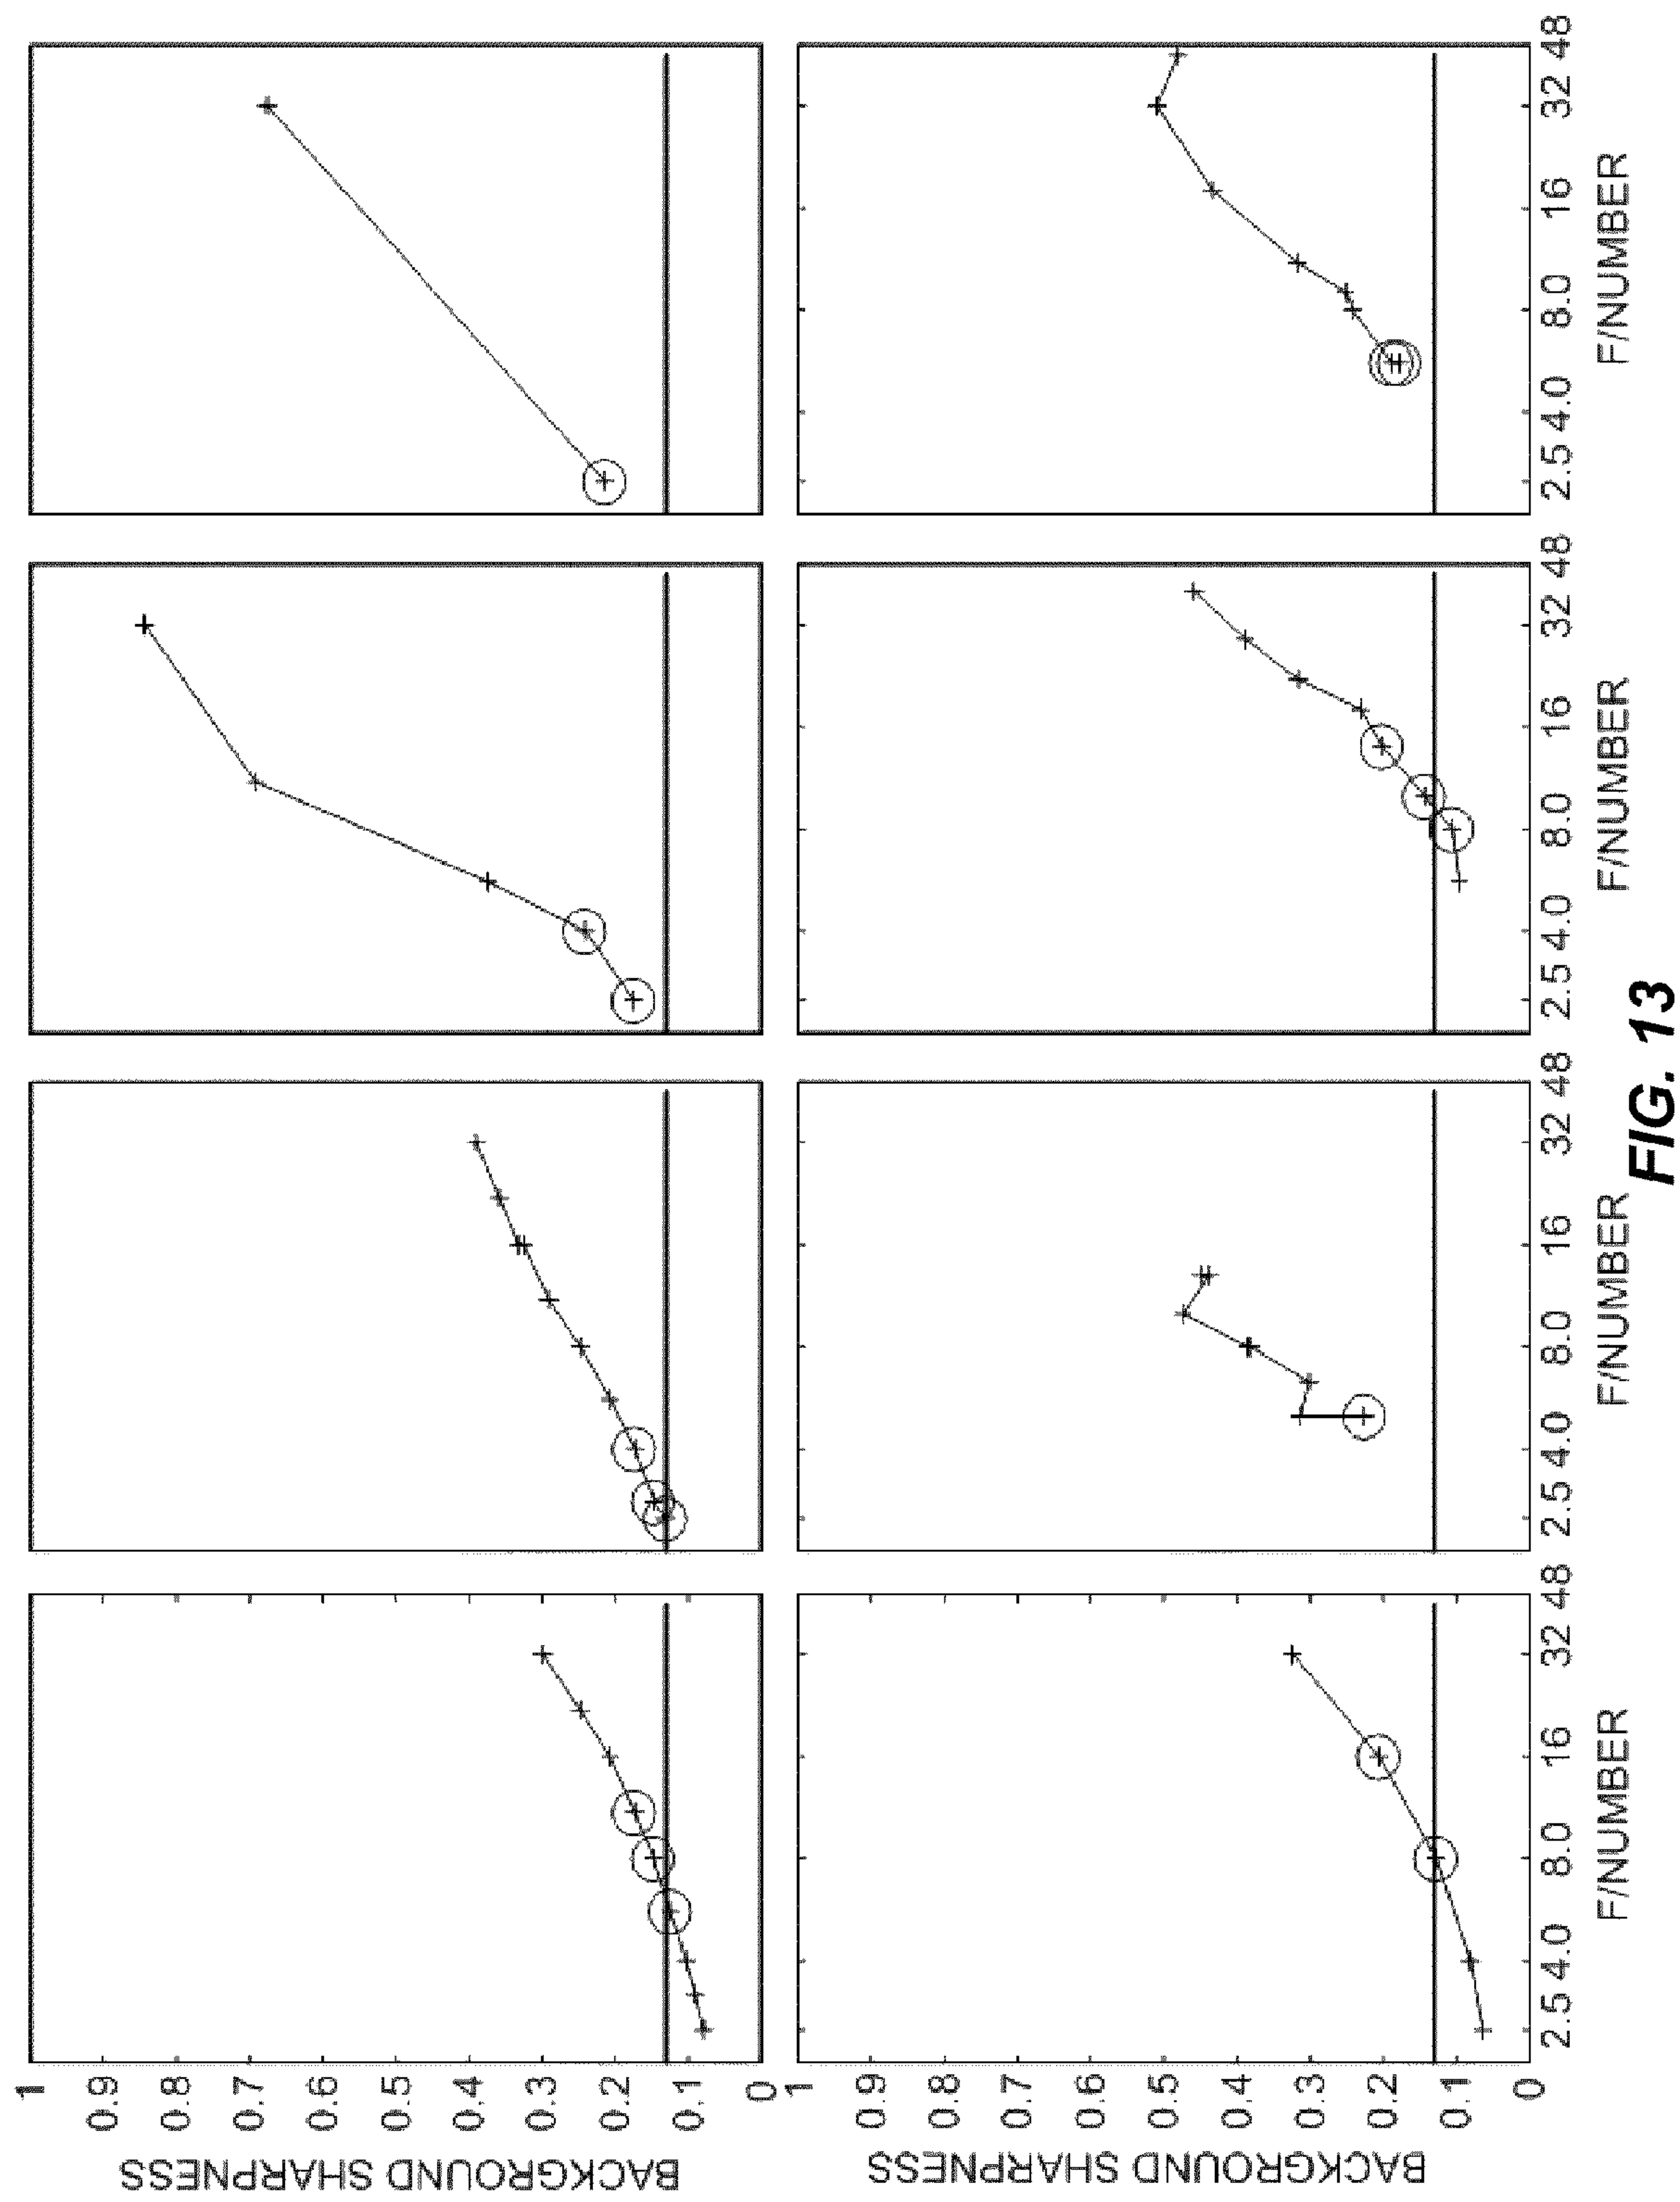 BACKGROUND SHARPNESS
1
0.9
0.8
0.7
0.6
0.5
0.4
0.3
0.2
0.1
0
BACKGROUND SHARPNESS
1
0.9
0.8
0.7
0.6
0.5
0.4
0.3
0.2
0.1
0
2.5 4.0 8.0 16 32 48
2.5 4.0 8.0 16 32 48
2.5 4.0 8.0 16 32 48
2.5 4.0 8.0 16 32 48
F/NUMBER
F/NUMBER
F/NUMBER
F/NUMBER
FIG. 13